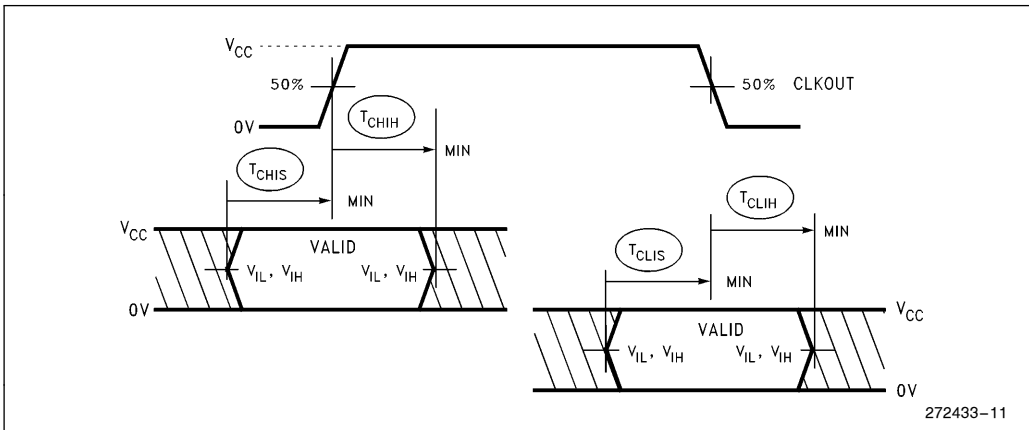 V_CC
50%
50% CLKOUT
T_CHIH
0V
MIN
T_CHIS
MIN
T_CLIH
V_CC
VALID
MIN
T_CLIS
V_IL, V_IH V_IL, V_IH
MIN
0V
V_CC
VALID
V_IL, V_IH V_IL, V_IH
0V
272433-11